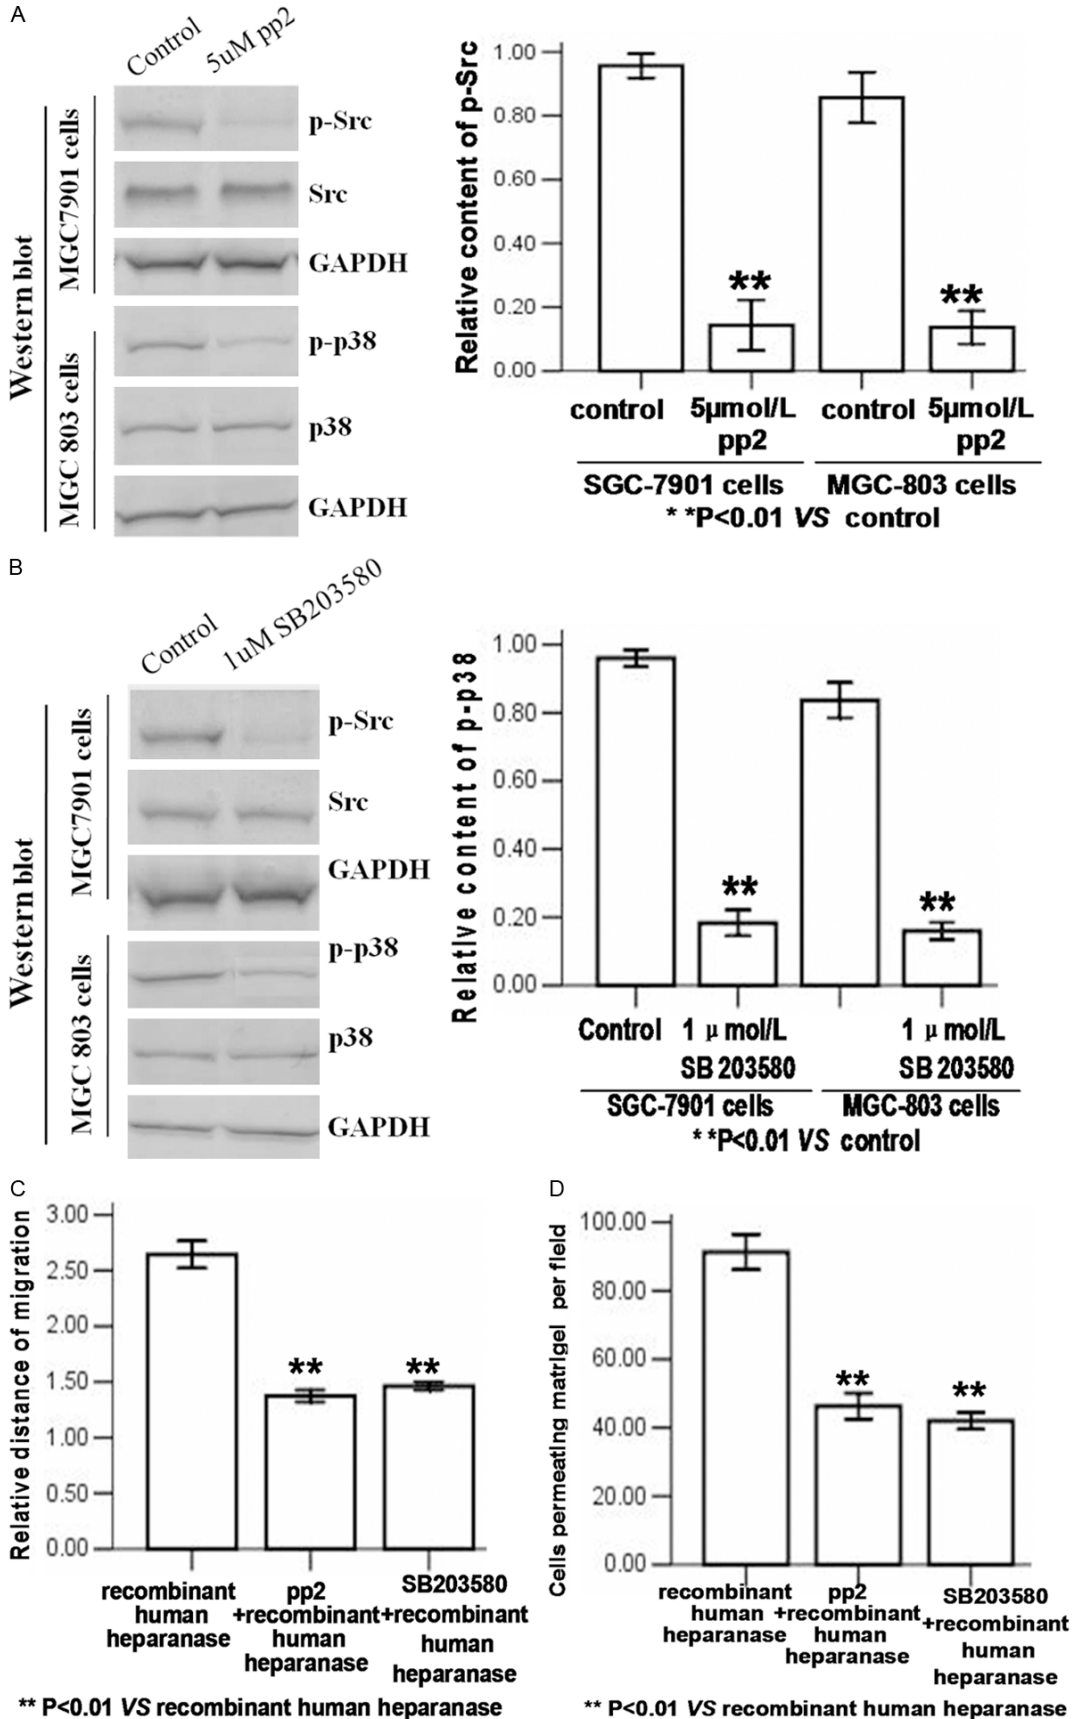 A
Control
5uM pp2
Western blot
MGC7901 cells
MGC 803 cells
p-Src
Src
GAPDH
p-p38
p38
GAPDH
Relative content of p-Src
1.00
0.80
0.60
0.40
0.20
0.00
**
**
control
5µmol/L
pp2
control
5µmol/L
pp2
SGC-7901 cells
MGC-803 cells
* *P<0.01 VS control
B
Control
1uM SB203580
Western blot
MGC7901 cells
MGC 803 cells
p-Src
Src
GAPDH
p-p38
p38
GAPDH
Relative content of p-p38
1.00
0.80
0.60
0.40
0.20
0.00
**
**
Control
1 μ mol/L
SB 203580
1 μ mol/L
SB 203580
SGC-7901 cells
MGC-803 cells
* *P<0.01 VS control
C
Relative distance of migration
3.00
2.50
2.00
1.50
1.00
0.50
0.00
**
**
recombinant
human
heparanase
pp2
+recombinant
human
heparanase
SB203580
+recombinant
human
heparanase
** P<0.01 VS recombinant human heparanase
D
Cells permeating matrigel per field
100.00
80.00
60.00
40.00
20.00
0.00
**
**
recombinant
human
heparanase
pp2
+recombinant
human
heparanase
SB203580
+recombinant
human
heparanase
** P<0.01 VS recombinant human heparanase